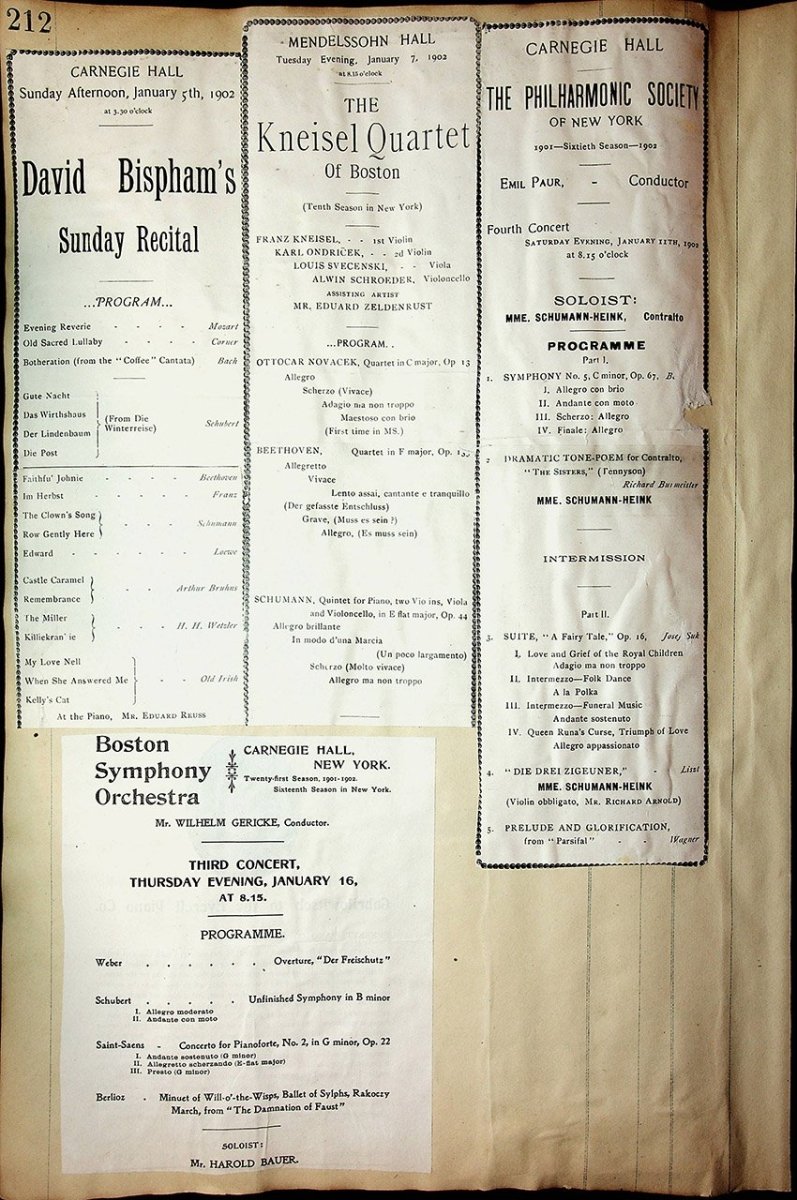 212
CARNEGIE HALL
Sunday Afternoon, January 5th, 1902
at 3.30 o'clock
David Bispham's
Sunday Recital
...PROGRAM...
Evening Reverie - - - - Mozart
Old Sacred Lullaby - - - - Corner
Botheration (from the "Coffee" Cantata) Bach
Gute Nacht
Das Wirthshaus
Der Lindenbaum
Die Post
(From Die
Winterreise)
Schubert
Faithfu' Johnie - - - - Beethoven
Im Herbst - - - - - Franz
The Clown's Song
Row Gently Here
- - - Schumann
Edward - - - - - Loewe
Castle Caramel
Remembrance
- - Arthur Bruhns
The Miller
Killiekran'ie
- - H. H. Wetzler
My Love Nell
When She Answered Me
Kelly's Cat
- - Old Irish
At the Piano, MR. EDUARD REUSS
MENDELSSOHN HALL
Tuesday Evening, January 7, 1902
at 8.15 o'clock
THE
Kneisel Quartet
Of Boston
(Tenth Season in New York)
FRANZ KNEISEL, - - 1st Violin
KARL ONDRICEK, - - 2d Violin
LOUIS SVECENSKI, - - Viola
ALWIN SCHROEDER, Violoncello
ASSISTING ARTIST
MR. EDUARD ZELDENRUST
...PROGRAM. .
OTTOCAR NOVACEK, Quartet in C major, Op 13
Allegro
Scherzo (Vivace)
Adagio ma non troppo
Maestoso con brio
(First time in MS.)
BEETHOVEN, Quartet in F major, Op. 135
Allegretto
Vivace
Lento assai, cantante e tranquillo
(Der gefasste Entschluss)
Grave, (Muss es sein?)
Allegro, (Es muss sein)
SCHUMANN, Quintet for Piano, two Vio ins, Viola
and Violoncello, in E flat major, Op. 44
Allegro brillante
In modo d'una Marcia
(Un poco largamento)
Scherzo (Molto vivace)
Allegro ma non troppo
CARNEGIE HALL
THE PHILHARMONIC SOCIETY
OF NEW YORK
1901—Sixtieth Season—1902
EMIL PAUR, - Conductor
Fourth Concert
SATURDAY EVENING, JANUARY 11TH, 1902
at 8.15 o'clock
SOLOIST:
MME. SCHUMANN-HEINK, Contralto
PROGRAMME
Part I.
1. SYMPHONY No. 5, C minor, Op. 67, B.
I. Allegro con brio
II. Andante con moto
III. Scherzo: Allegro
IV. Finale: Allegro
2 DRAMATIC TONE-POEM for Contralto,
"THE SISTERS," (Tennyson)
Richard Burmeister
MME. SCHUMANN-HEINK
INTERMISSION
Part II.
3. SUITE, "A Fairy Tale," Op. 16, Josef Suk
I. Love and Grief of the Royal Children
Adagio ma non troppo
II. Intermezzo—Folk Dance
A la Polka
III. Intermezzo—Funeral Music
Andante sostenuto
IV. Queen Runa's Curse, Triumph of Love
Allegro appassionato
4. "DIE DREI ZIGEUNER," - Liszt
MME. SCHUMANN-HEINK
(Violin obbligato, MR. RICHARD ARNOLD)
5. PRELUDE AND GLORIFICATION,
from "Parsifal" - - Wagner
Boston
Symphony
Orchestra
CARNEGIE HALL,
NEW YORK.
Twenty-first Season, 1901-1902.
Sixteenth Season in New York.
Mr. WILHELM GERICKE, Conductor.
THIRD CONCERT,
THURSDAY EVENING, JANUARY 16,
AT 8.15.
PROGRAMME.
Weber . . . . . . Overture, "Der Freischutz"
Schubert . . . . . Unfinished Symphony in B minor
I. Allegro moderato
II. Andante con moto
Saint-Saens - Concerto for Pianoforte, No. 2, in G minor, Op. 22
I. Andante sostenuto (G minor)
II. Allegretto scherzando (E-flat major)
III. Presto (G minor)
Berlioz . Minuet of Will-o'-the-Wisps, Ballet of Sylphs, Rakoczy
March, from "The Damnation of Faust"
SOLOIST:
Mr. HAROLD BAUER.